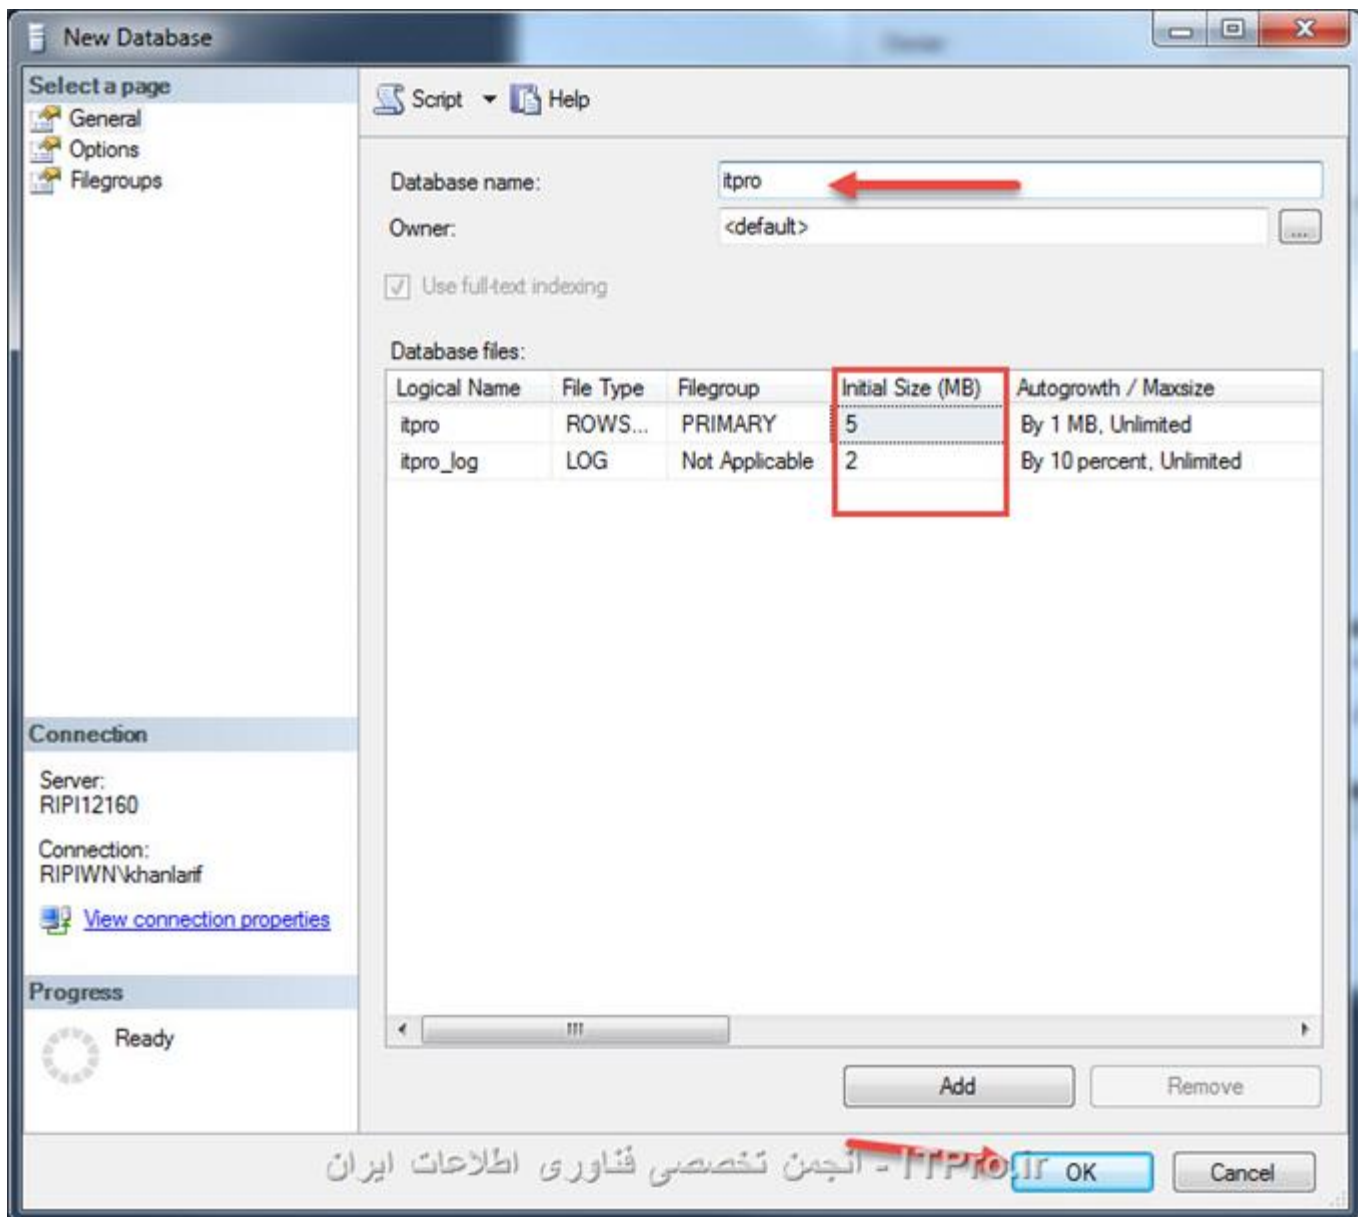 New Database
Select a page
General
Options
Filegroups
Script Help
Database name: itpro
Owner: <default> ...
Use full-text indexing
Database files:
Logical Name File Type Filegroup Initial Size (MB) Autogrowth / Maxsize
itpro ROWS... PRIMARY 5 By 1 MB, Unlimited
itpro_log LOG Not Applicable 2 By 10 percent, Unlimited
Connection
Server:
RIPI12160
Connection:
RIPIWN\khanlarif
View connection properties
Progress
Ready
Add Remove
ITPro.ir - انجمن تخصصی فناوری اطلاعات ایران
OK Cancel